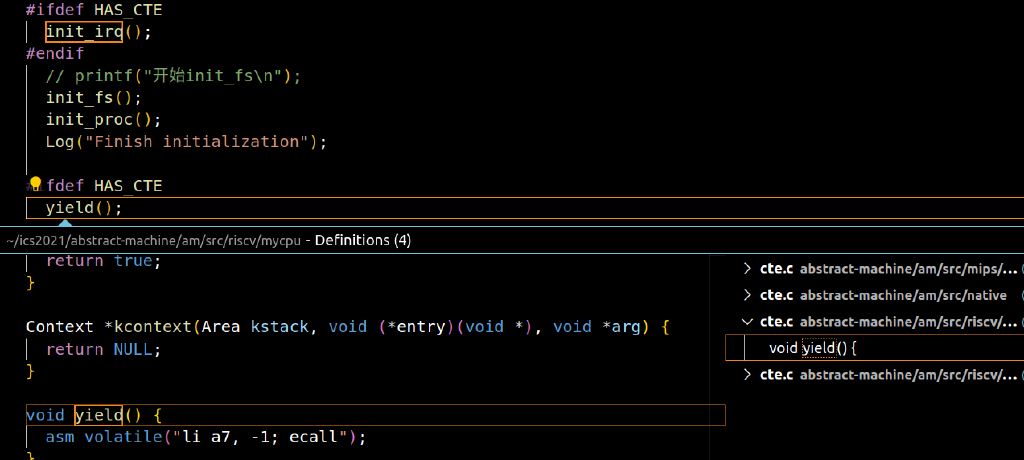 #ifdef HAS_CTE
init_irq();
#endif
// printf("开始init_fs\n");
init_fs();
init_proc();
Log("Finish initialization");
#ifdef HAS_CTE
yield();
~/ics2021/abstract-machine/am/src/riscv/mycpu - Definitions (4)
return true;
}
Context *kcontext(Area kstack, void (*entry)(void *), void *arg) {
return NULL;
}
void yield() {
asm volatile("li a7, -1; ecall");
}
cte.c abstract-machine/am/src/mips/...
cte.c abstract-machine/am/src/native
cte.c abstract-machine/am/src/riscv/...
void yield() {
cte.c abstract-machine/am/src/riscv/...